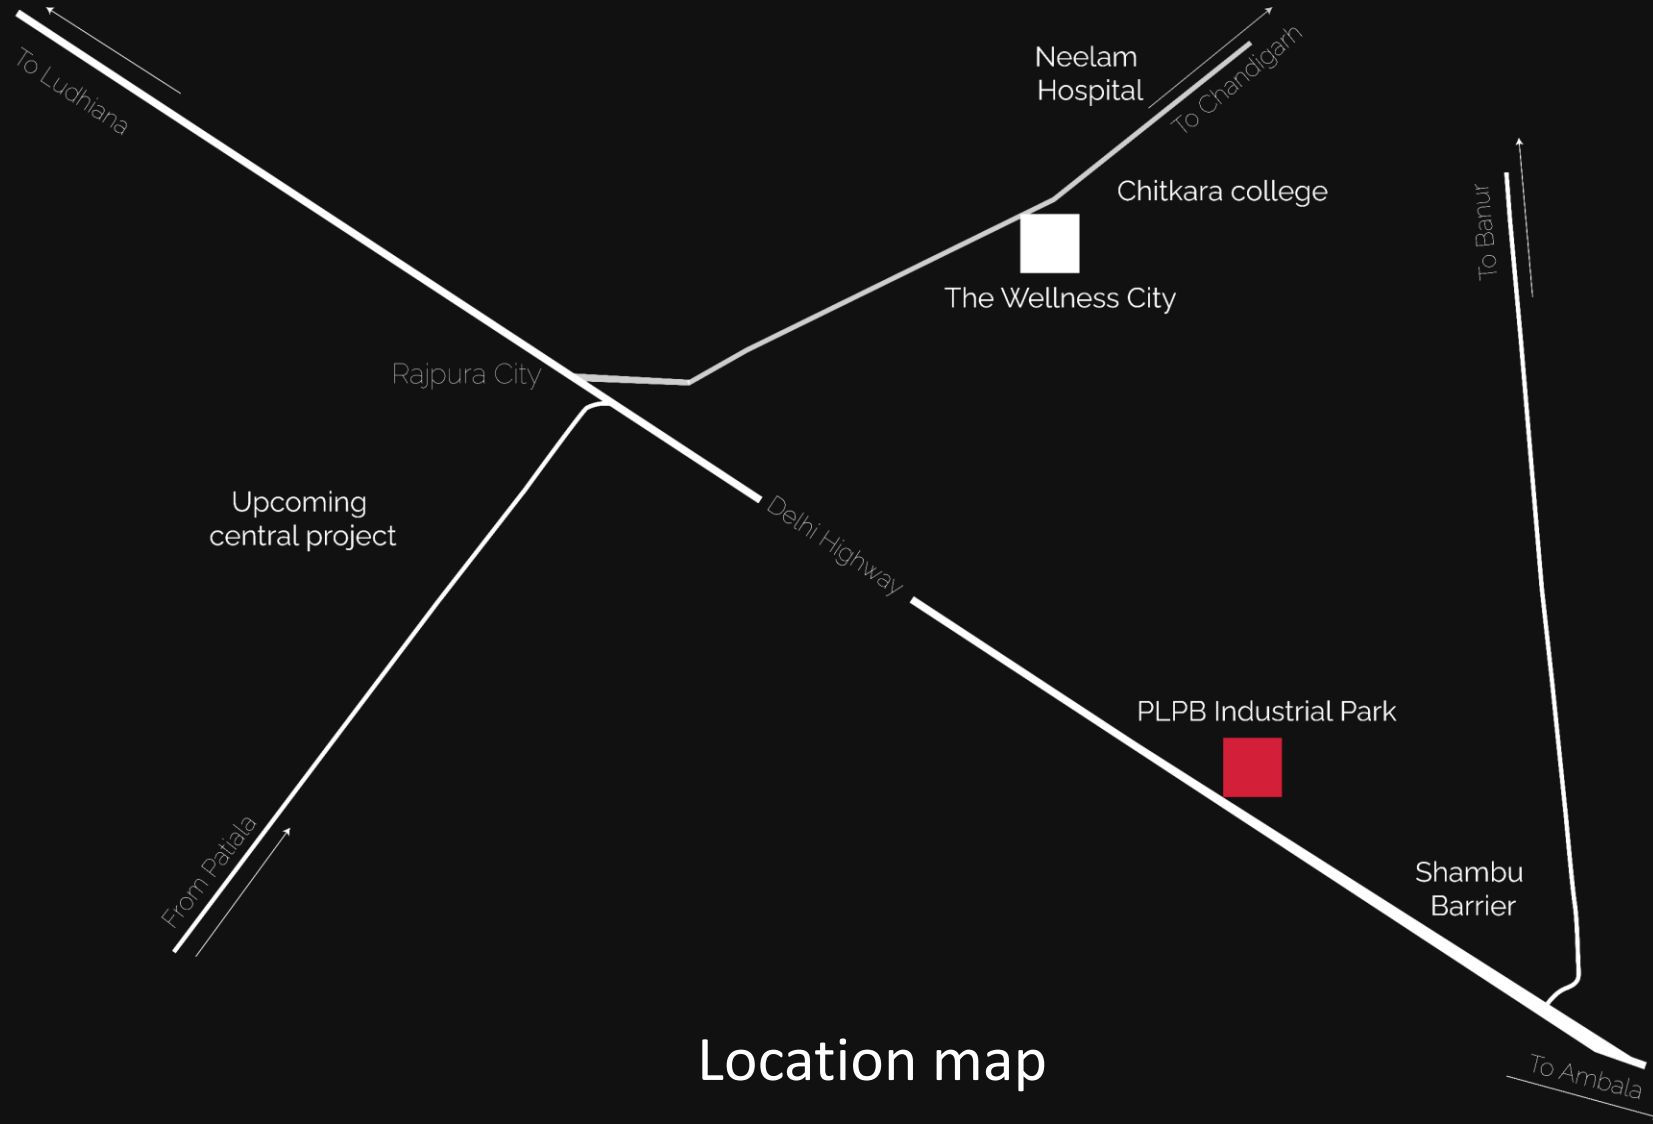 To Ludhiana
Neelam
Hospital
To Chandigarh
Chitkara college
To Banur
The Wellness City
Rajpura City
Upcoming
central project
Delhi Highway
PLPB Industrial Park
From Patiala
Shambu
Barrier
Location map
To Ambala